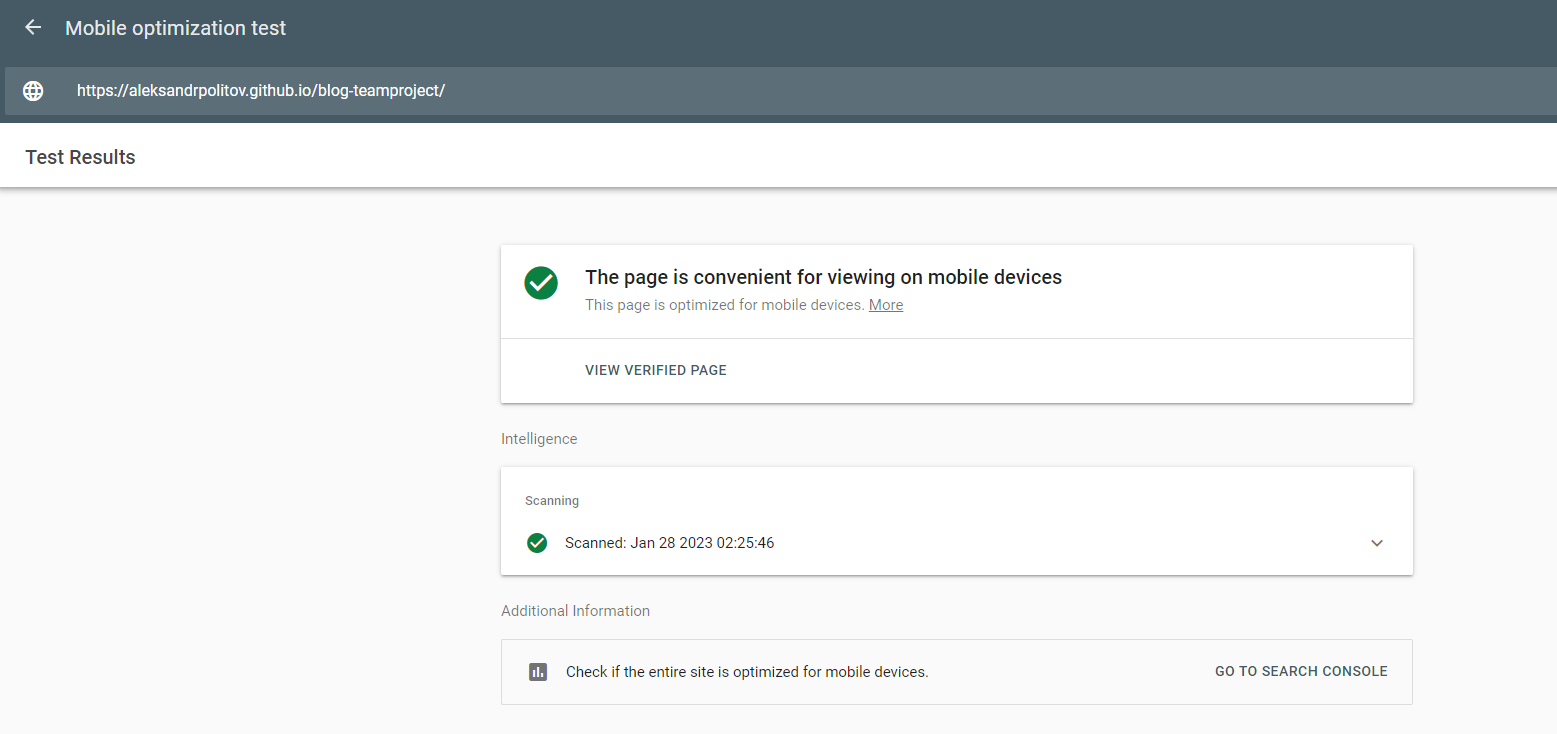 Mobile optimization test
https://aleksandrpolitov.github.io/blog-teamproject/
Test Results
The page is convenient for viewing on mobile devices
This page is optimized for mobile devices. More
VIEW VERIFIED PAGE
Intelligence
Scanning
Scanned: Jan 28 2023 02:25:46
Additional Information
Check if the entire site is optimized for mobile devices.
GO TO SEARCH CONSOLE